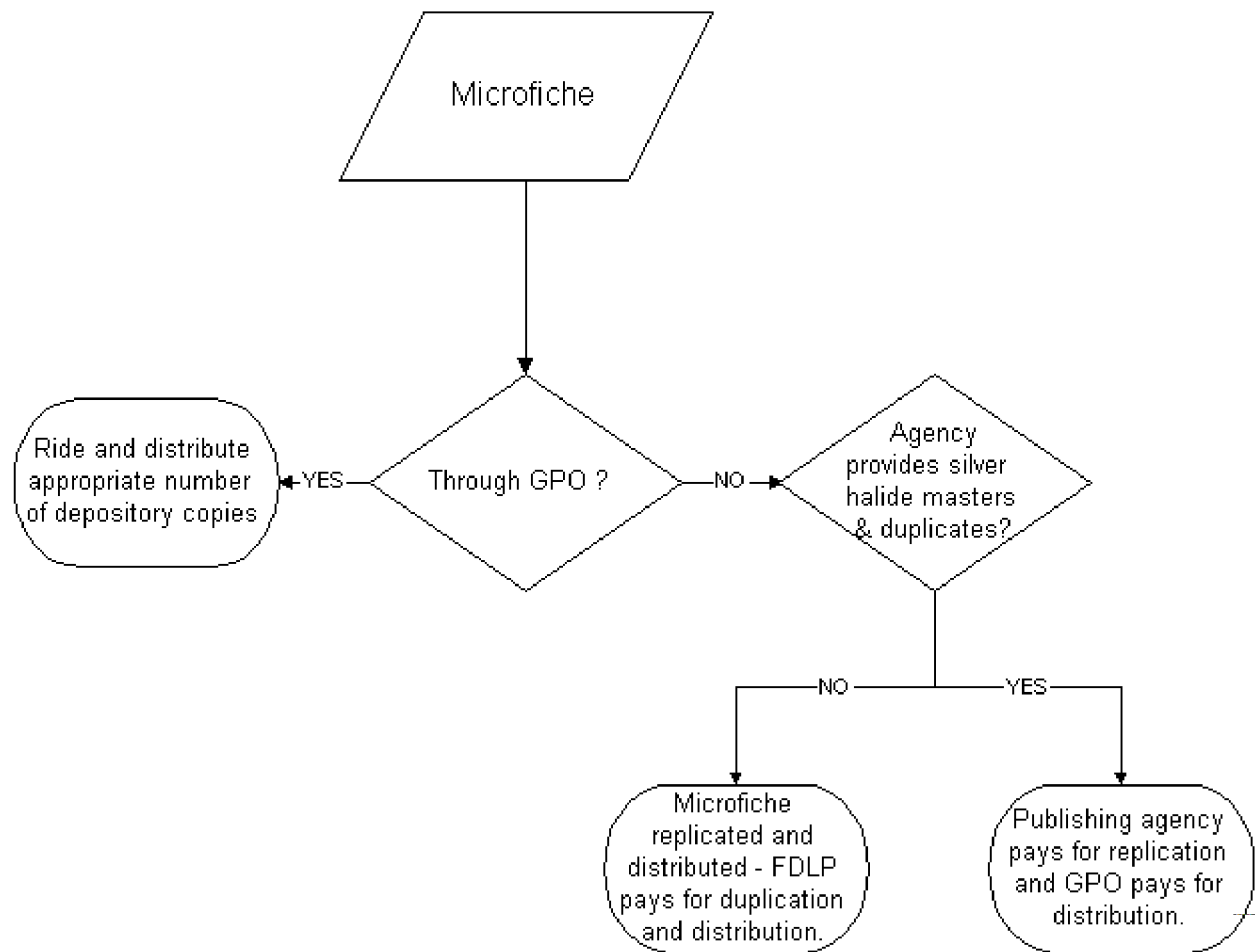 Microfiche
Ride and distribute
appropriate number
of depository copies
YES
Through GPO ?
NO
Agency
provides silver
halide masters
& duplicates?
NO
YES
Microfiche
replicated and
distributed - FDLP
pays for duplication
and distribution.
Publishing agency
pays for replication
and GPO pays for
distribution.